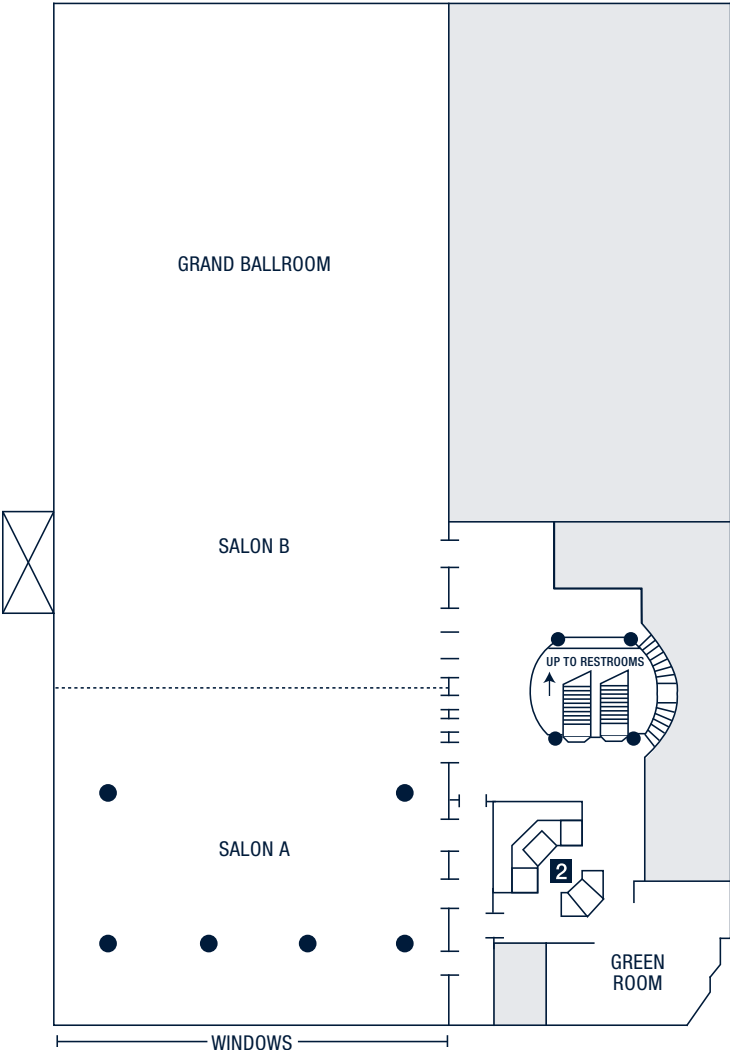 GRAND BALLROOM
SALON B
UP TO RESTROOMS
SALON A
2
GREEN
ROOM
WINDOWS